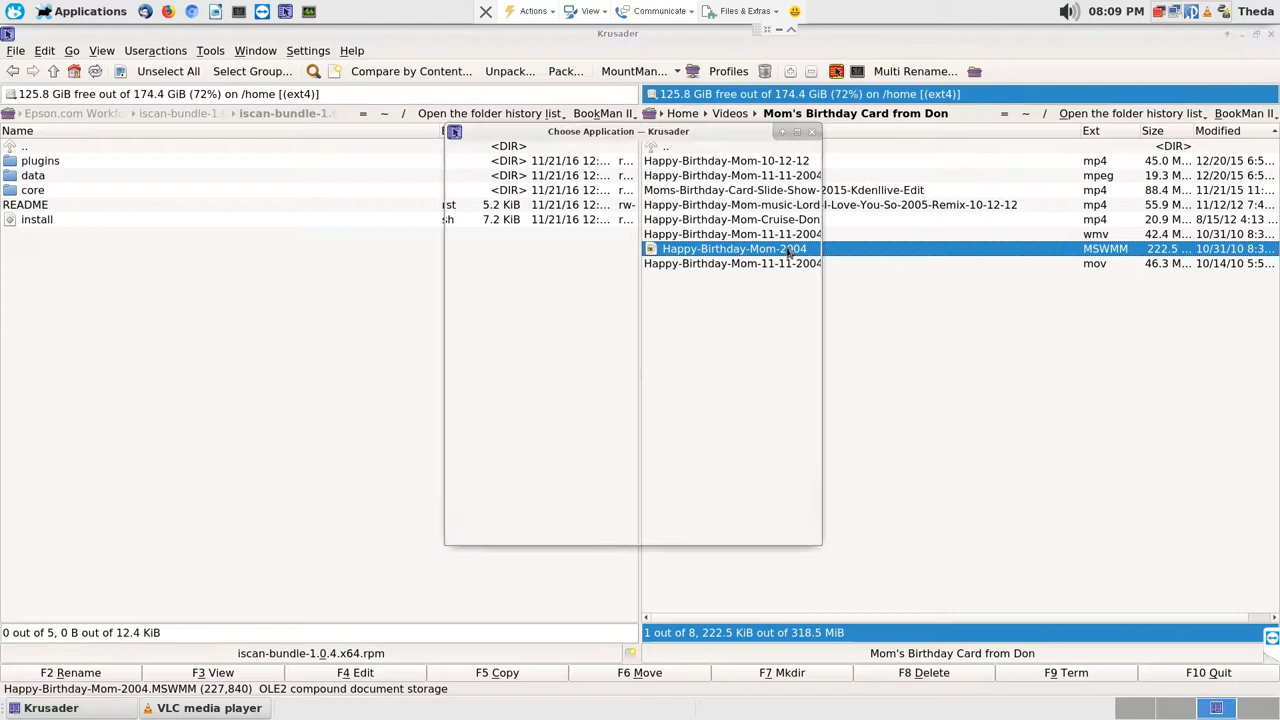 Applications Actions View Communicate Files & Extras 08:09 PM Theda
Krusader
File Edit Go View Useractions Tools Window Settings Help
Unselect All Select Group... Compare by Content... Unpack... Pack... MountMan... Profiles Multi Rename...
125.8 GiB free out of 174.4 GiB (72%) on /home [(ext4)] 125.8 GiB free out of 174.4 GiB (72%) on /home [(ext4)]
Epson.com Workfo iscan-bundle-1.0 iscan-bundle-1.0 = ~ / Open the folder history list BookMan II Home Videos Mom's Birthday Card from Don = ~ / Open the folder history list BookMan II
Name Choose Application — Krusader Ext Size Modified
.. <DIR> .. <DIR>
plugins <DIR> 11/21/16 12:... r... Happy-Birthday-Mom-10-12-12 mp4 45.0 M... 12/20/15 6:5...
data <DIR> 11/21/16 12:... r... Happy-Birthday-Mom-11-11-2004 mpeg 19.3 M... 12/20/15 6:5...
core <DIR> 11/21/16 12:... r... Moms-Birthday-Card-Slide-Show-2015-Kdenllive-Edit mp4 88.4 M... 11/21/15 11:...
README rst 5.2 KiB 11/21/16 12:... rw- Happy-Birthday-Mom-music-Lord-I-Love-You-So-2005-Remix-10-12-12 mp4 55.9 M... 11/12/12 7:4...
install sh 7.2 KiB 11/21/16 12:... r... Happy-Birthday-Mom-Cruise-Don mp4 20.9 M... 8/15/12 4:13 ...
Happy-Birthday-Mom-11-11-2004 wmv 42.4 M... 10/31/10 8:3...
Happy-Birthday-Mom-2004 MSWMM 222.5 ... 10/31/10 8:3...
Happy-Birthday-Mom-11-11-2004 mov 46.3 M... 10/14/10 5:5...
0 out of 5, 0 B out of 12.4 KiB 1 out of 8, 222.5 KiB out of 318.5 MiB
iscan-bundle-1.0.4.x64.rpm Mom's Birthday Card from Don
F2 Rename F3 View F4 Edit F5 Copy F6 Move F7 Mkdir F8 Delete F9 Term F10 Quit
Happy-Birthday-Mom-2004.MSWMM (227,840) OLE2 compound document storage
Krusader VLC media player